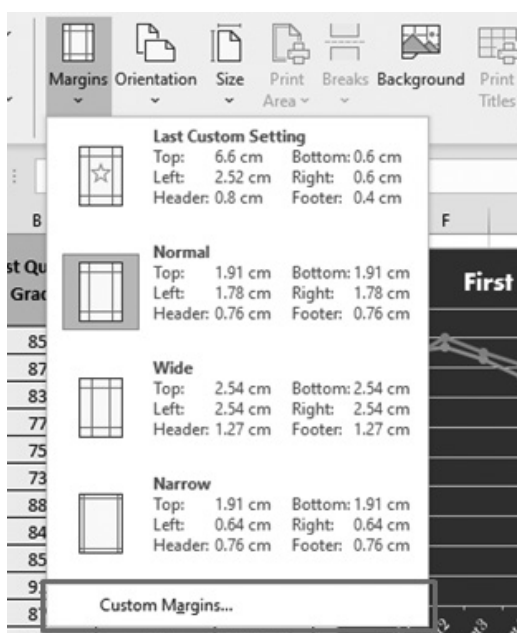 Margins Orientation Size Print Area Breaks Background Print Titles
Last Custom Setting
Top: 6.6 cm Bottom: 0.6 cm
Left: 2.52 cm Right: 0.6 cm
Header: 0.8 cm Footer: 0.4 cm
B
F
Normal
Top: 1.91 cm Bottom: 1.91 cm
Left: 1.78 cm Right: 1.78 cm
Header: 0.76 cm Footer: 0.76 cm
st Qu
Grad
First
Wide
Top: 2.54 cm Bottom: 2.54 cm
Left: 2.54 cm Right: 2.54 cm
Header: 1.27 cm Footer: 1.27 cm
Narrow
Top: 1.91 cm Bottom: 1.91 cm
Left: 0.64 cm Right: 0.64 cm
Header: 0.76 cm Footer: 0.76 cm
Custom Margins...
85
87
83
77
75
73
88
84
85